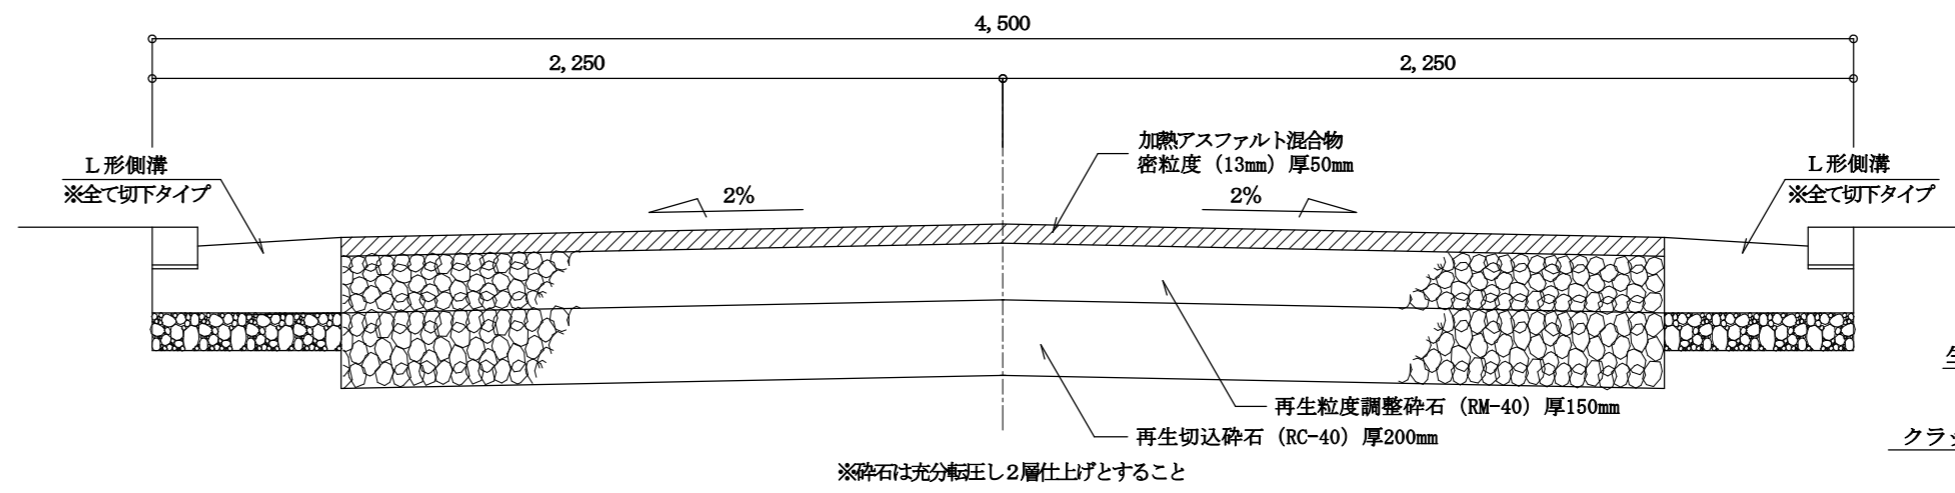 4,500
2,250
2,250
加熱アスファルト混合物
密粒度（13mm）厚50mm
L形側溝
※全て切下タイプ
2%
2%
L形側溝
※全て切下タイプ
再生粒度調整砕石（RM-40）厚150mm
再生切込砕石（RC-40）厚200mm
※砕石は充分転圧し2層仕上げとすること
クラ